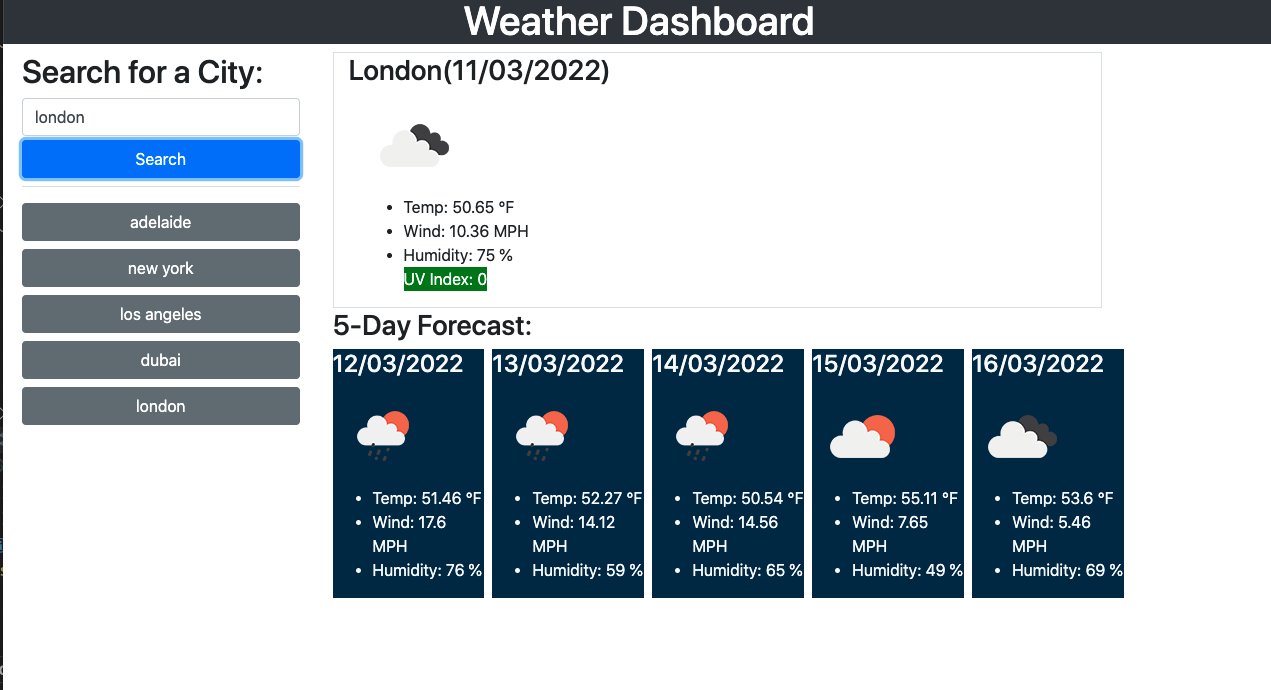 Weather Dashboard
Search for a City:
london
Search
adelaide
new york
los angeles
dubai
london
London(11/03/2022)
Temp: 50.65 °F
Wind: 10.36 MPH
Humidity: 75 %
UV Index: 0
5-Day Forecast:
12/03/2022
Temp: 51.46 °F
Wind: 17.6
MPH
Humidity: 76 %
13/03/2022
Temp: 52.27 °F
Wind: 14.12
MPH
Humidity: 59 %
14/03/2022
Temp: 50.54 °F
Wind: 14.56
MPH
Humidity: 65 %
15/03/2022
Temp: 55.11 °F
Wind: 7.65
MPH
Humidity: 49 %
16/03/2022
Temp: 53.6 °F
Wind: 5.46
MPH
Humidity: 69 %